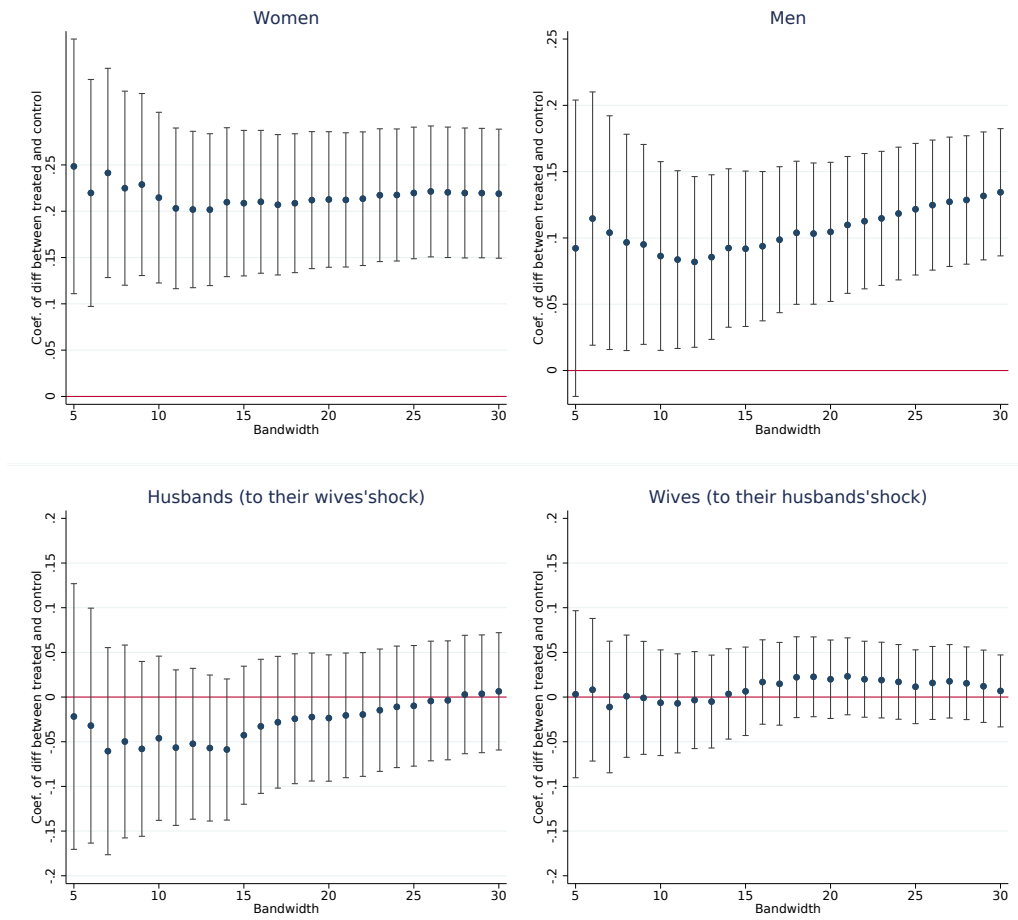 Women
Coef. of diff between treated and control
.25
.2
.15
.1
.05
0
5 10 15 20 25 30
Bandwidth
Men
Coef. of diff between treated and control
.25
.2
.15
.1
.05
0
5 10 15 20 25 30
Bandwidth
Husbands (to their wives'shock)
Coef. of diff between treated and control
.2
.15
.1
.05
0
-.05
-.1
-.15
-.2
5 10 15 20 25 30
Bandwidth
Wives (to their husbands'shock)
Coef. of diff between treated and control
.2
.15
.1
.05
0
-.05
-.1
-.15
-.2
5 10 15 20 25 30
Bandwidth